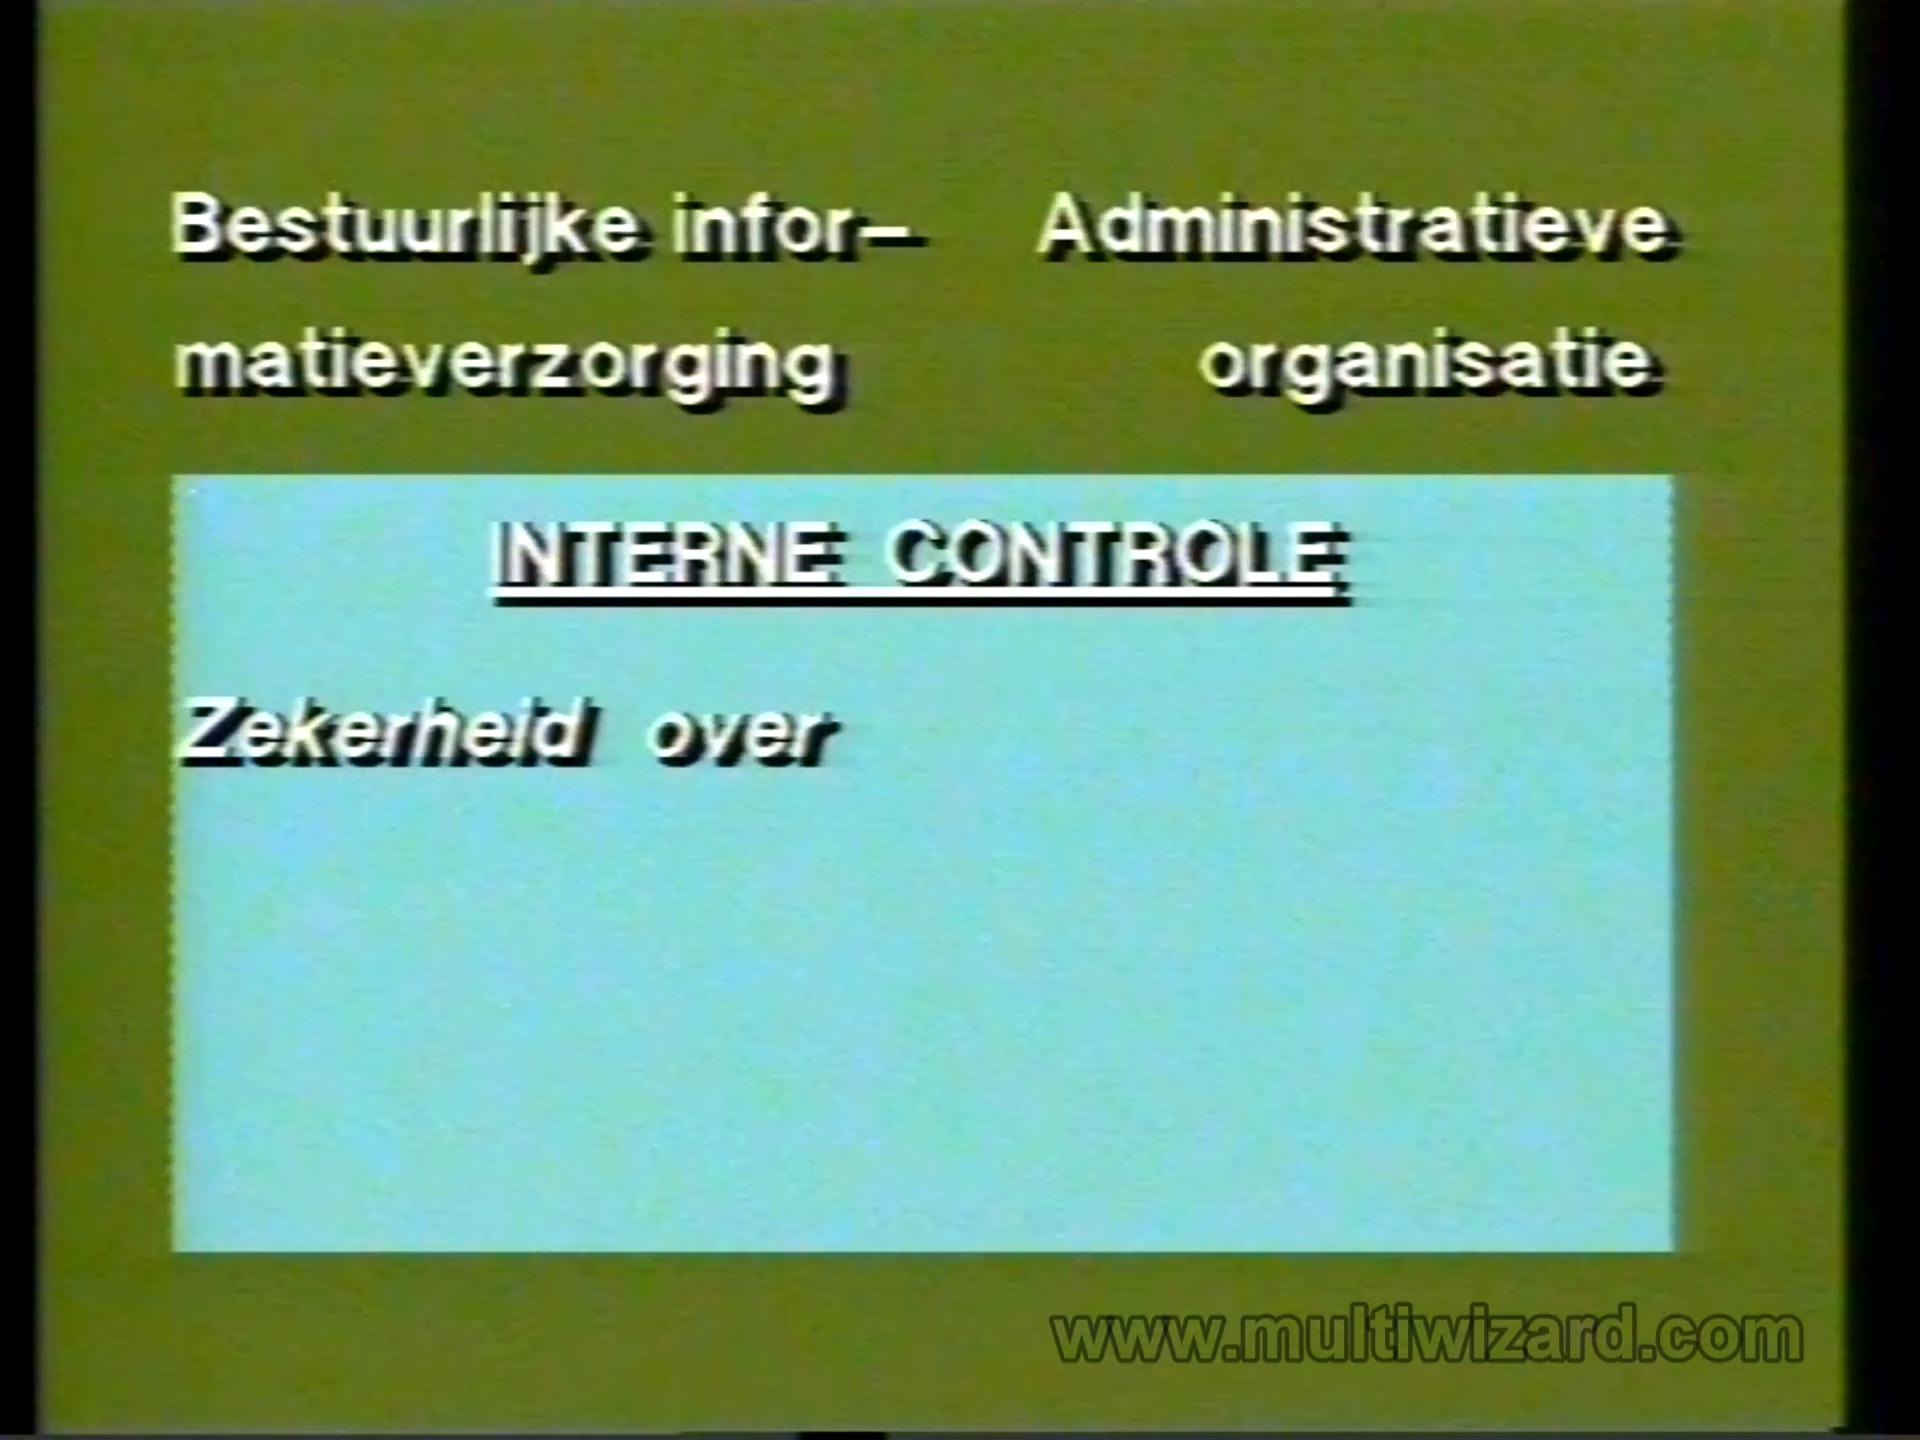 Bestuurlijke infor-
matieverzorging
Administratieve
organisatie
INTERNE CONTROLE
Zekerheid over
www.multiwizard.com